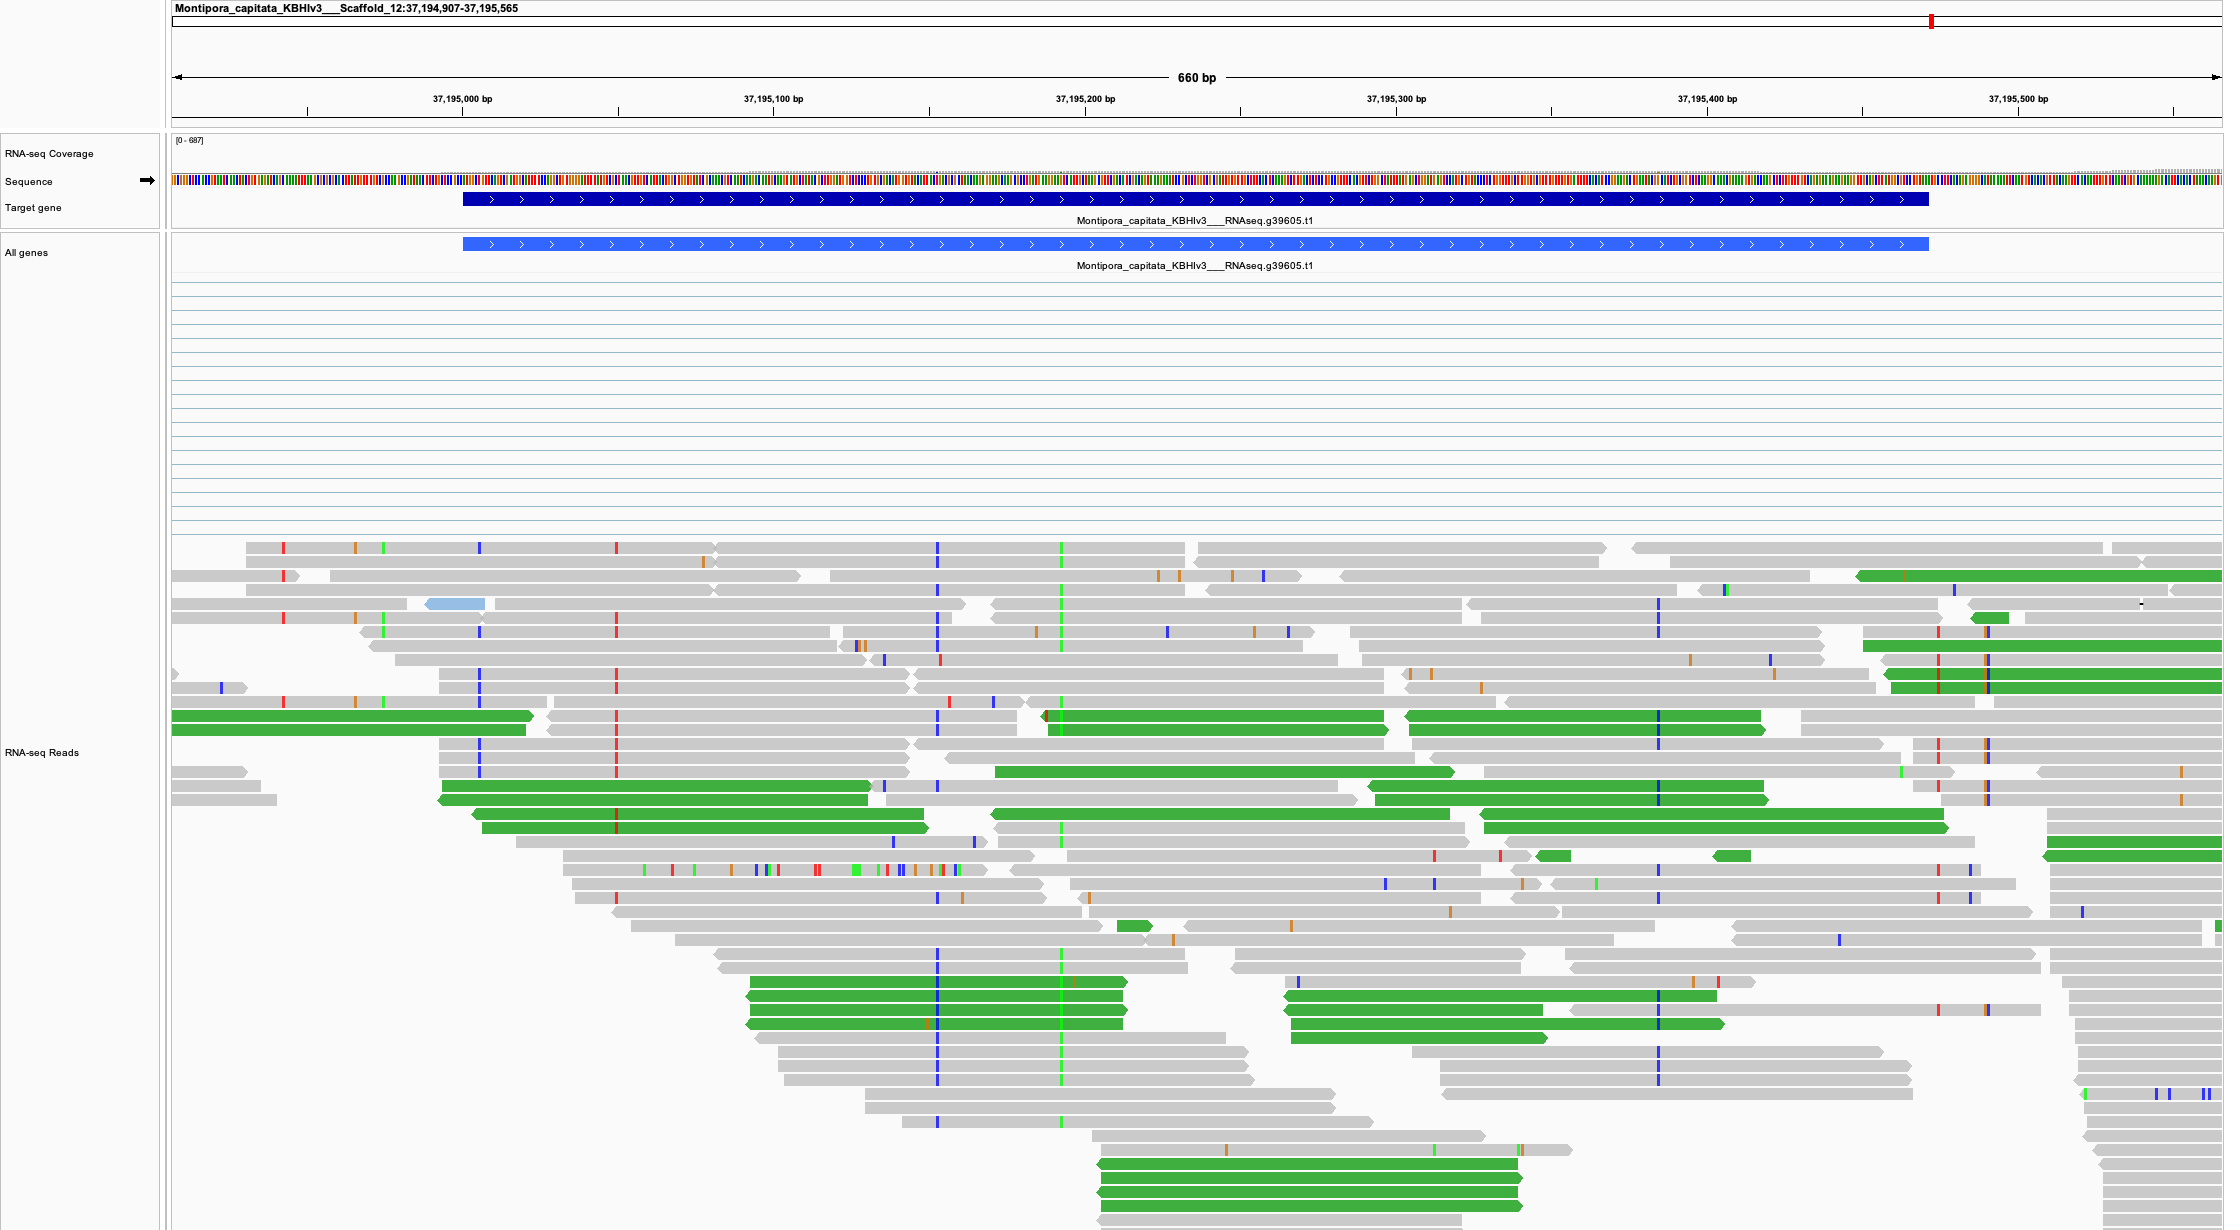 Montipora_capitata_KBHIv3___Scaffold_12:37,194,907-37,195,565
660 bp
37,195,000 bp 37,195,100 bp 37,195,200 bp 37,195,300 bp 37,195,400 bp 37,195,500 bp
[0 - 687]
RNA-seq Coverage
Sequence
Target gene
Montipora_capitata_KBHIv3___RNAseq.g39605.t1
All genes
Montipora_capitata_KBHIv3___RNAseq.g39605.t1
RNA-seq Reads